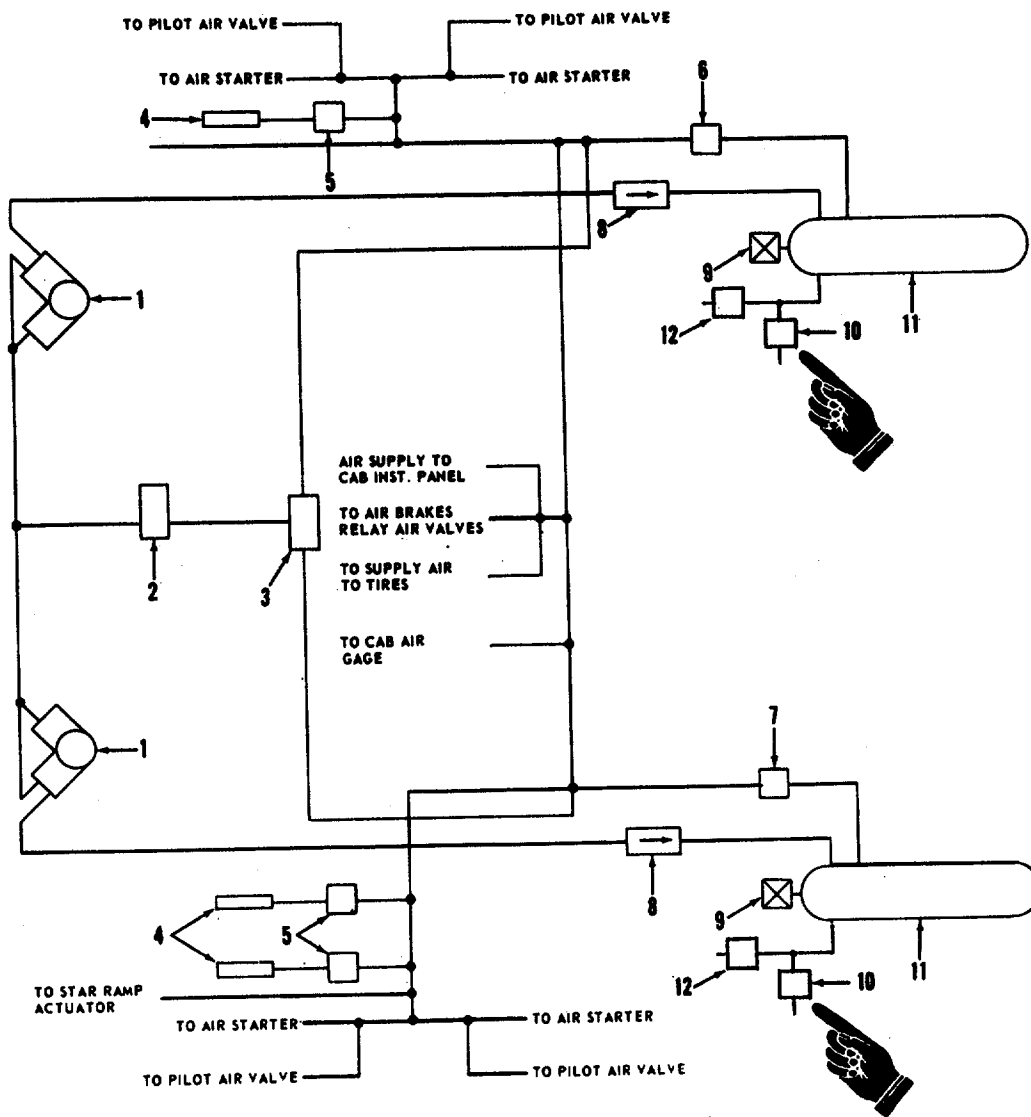 TO PILOT AIR VALVE
TO PILOT AIR VALVE
TO AIR STARTER
TO AIR STARTER
6
4
5
8
9
1
12
10
11
AIR SUPPLY TO
CAB INST. PANEL
TO AIR BRAKES
RELAY AIR VALVES
2
3
TO SUPPLY AIR
TO TIRES
TO CAB AIR
GAGE
7
1
8
9
4
5
12
10
11
TO STAR RAMP
ACTUATOR
TO AIR STARTER
TO AIR STARTER
TO PILOT AIR VALVE
TO PILOT AIR VALVE